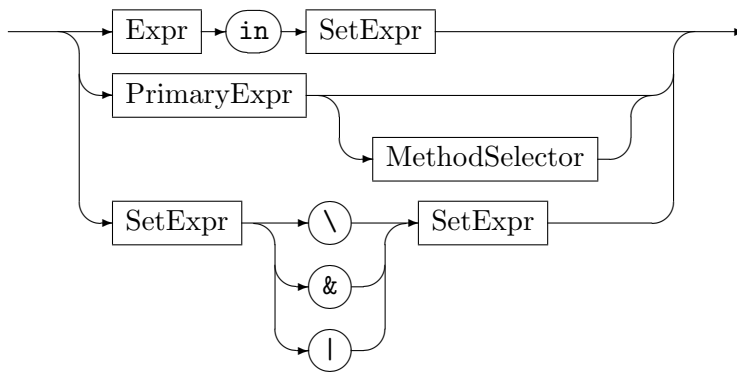 Expr in SetExpr
PrimaryExpr
MethodSelector
SetExpr \ SetExpr
&
|